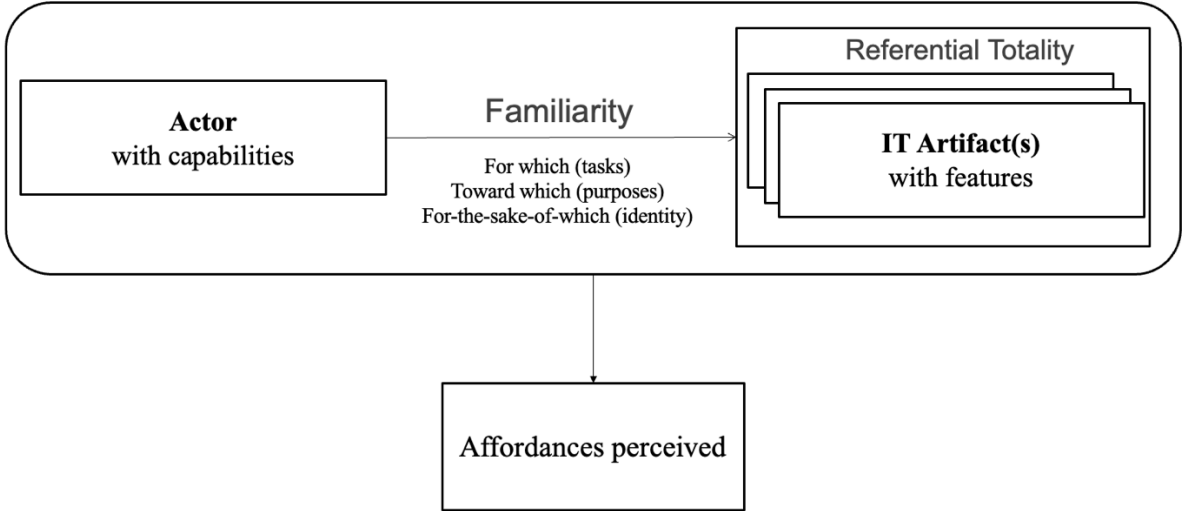 Referential Totality
Actor
with capabilities
Familiarity
For which (tasks)
Toward which (purposes)
For-the-sake-of-which (identity)
IT Artifact(s)
with features
Affordances perceived